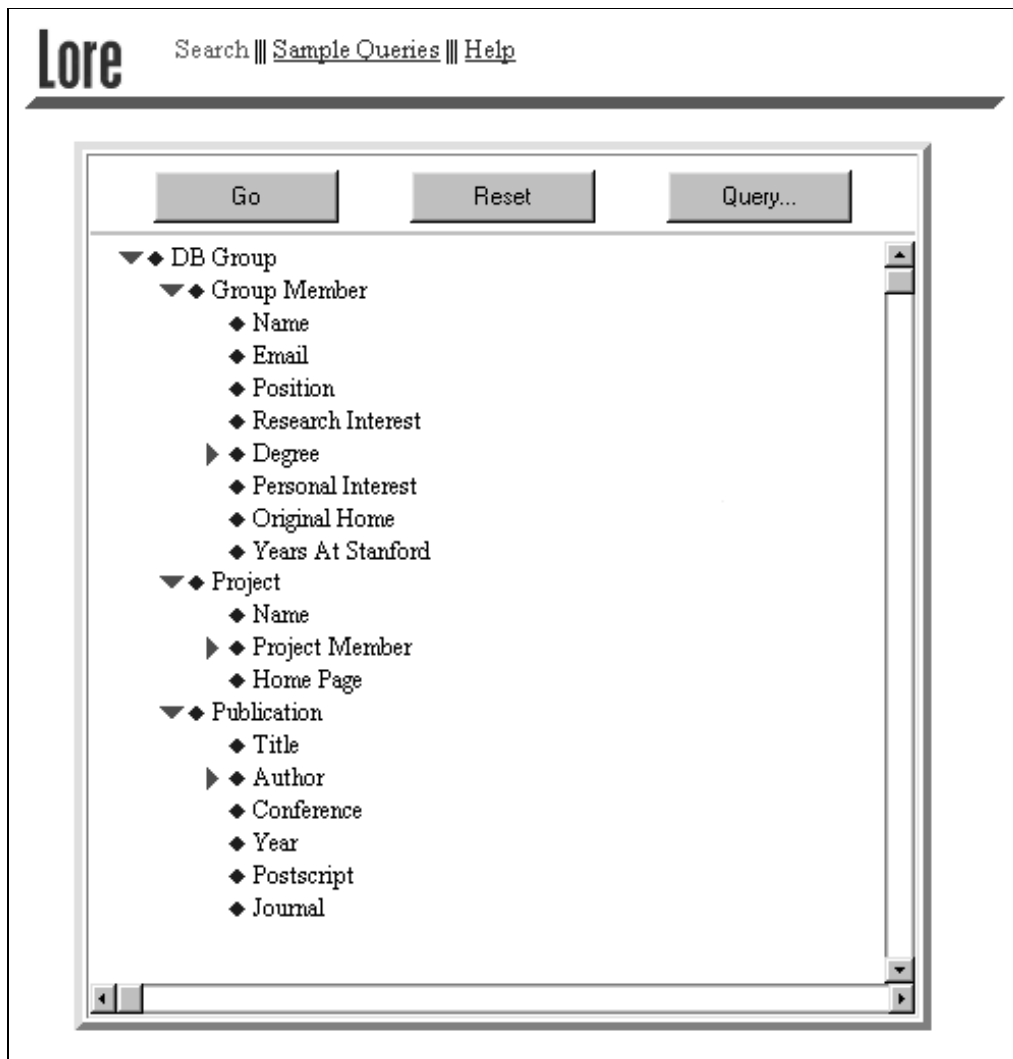 Lore Search ||| Sample Queries ||| Help
Go Reset Query...
DB Group
Group Member
Name
Email
Position
Research Interest
Degree
Personal Interest
Original Home
Years At Stanford
Project
Name
Project Member
Home Page
Publication
Title
Author
Conference
Year
Postscript
Journal